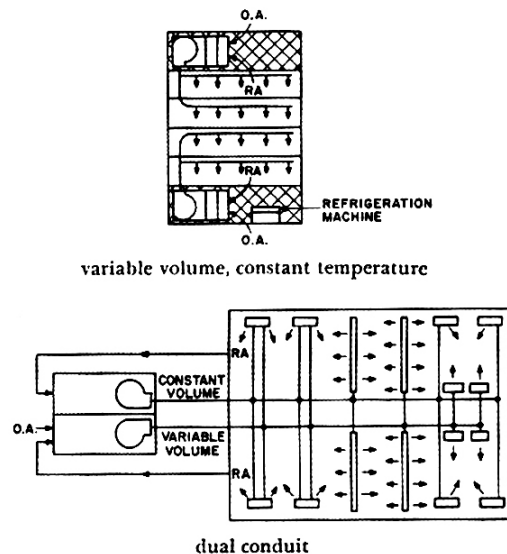 O.A.
RA
RA
REFRIGERATION
MACHINE
O.A.
variable volume, constant temperature
RA
CONSTANT
VOLUME
O.A.
VARIABLE
VOLUME
RA
dual conduit